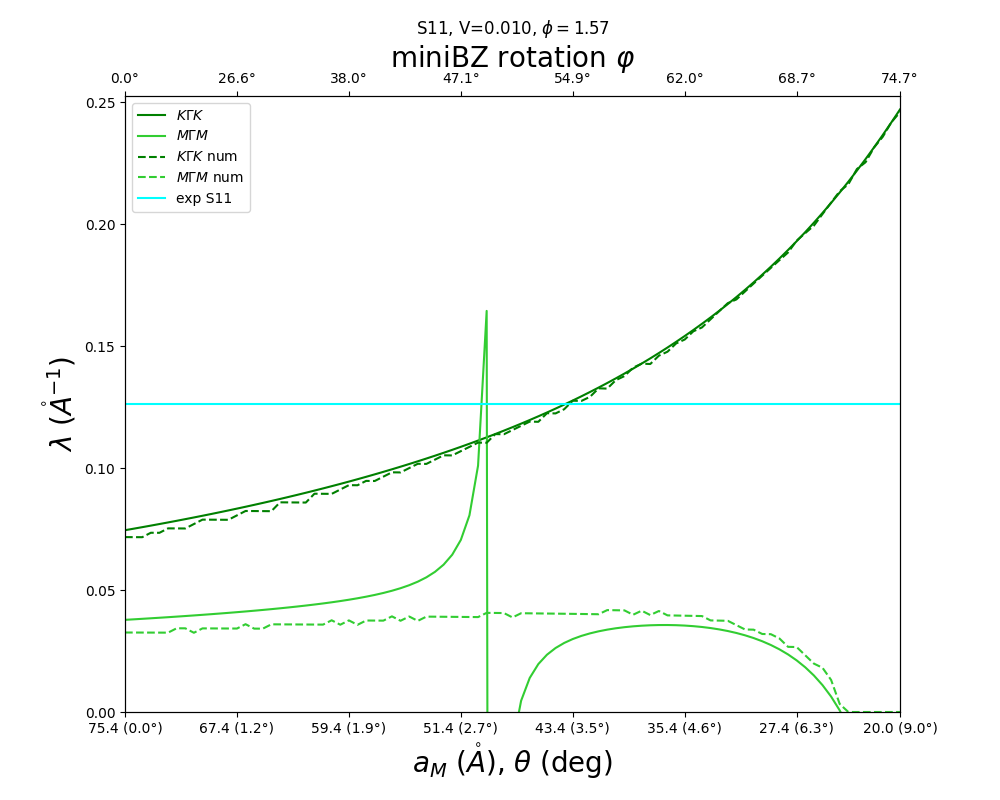 S11, V=0.010, ϕ = 1.57
miniBZ rotation φ
0.0° 26.6° 38.0° 47.1° 54.9° 62.0° 68.7° 74.7°
KΓK
MΓM
KΓK num
MΓM num
exp S11
0.25
0.20
0.15
0.10
0.05
0.00
λ (Å⁻¹)
75.4 (0.0°) 67.4 (1.2°) 59.4 (1.9°) 51.4 (2.7°) 43.4 (3.5°) 35.4 (4.6°) 27.4 (6.3°) 20.0 (9.0°)
a_M (Å), θ (deg)